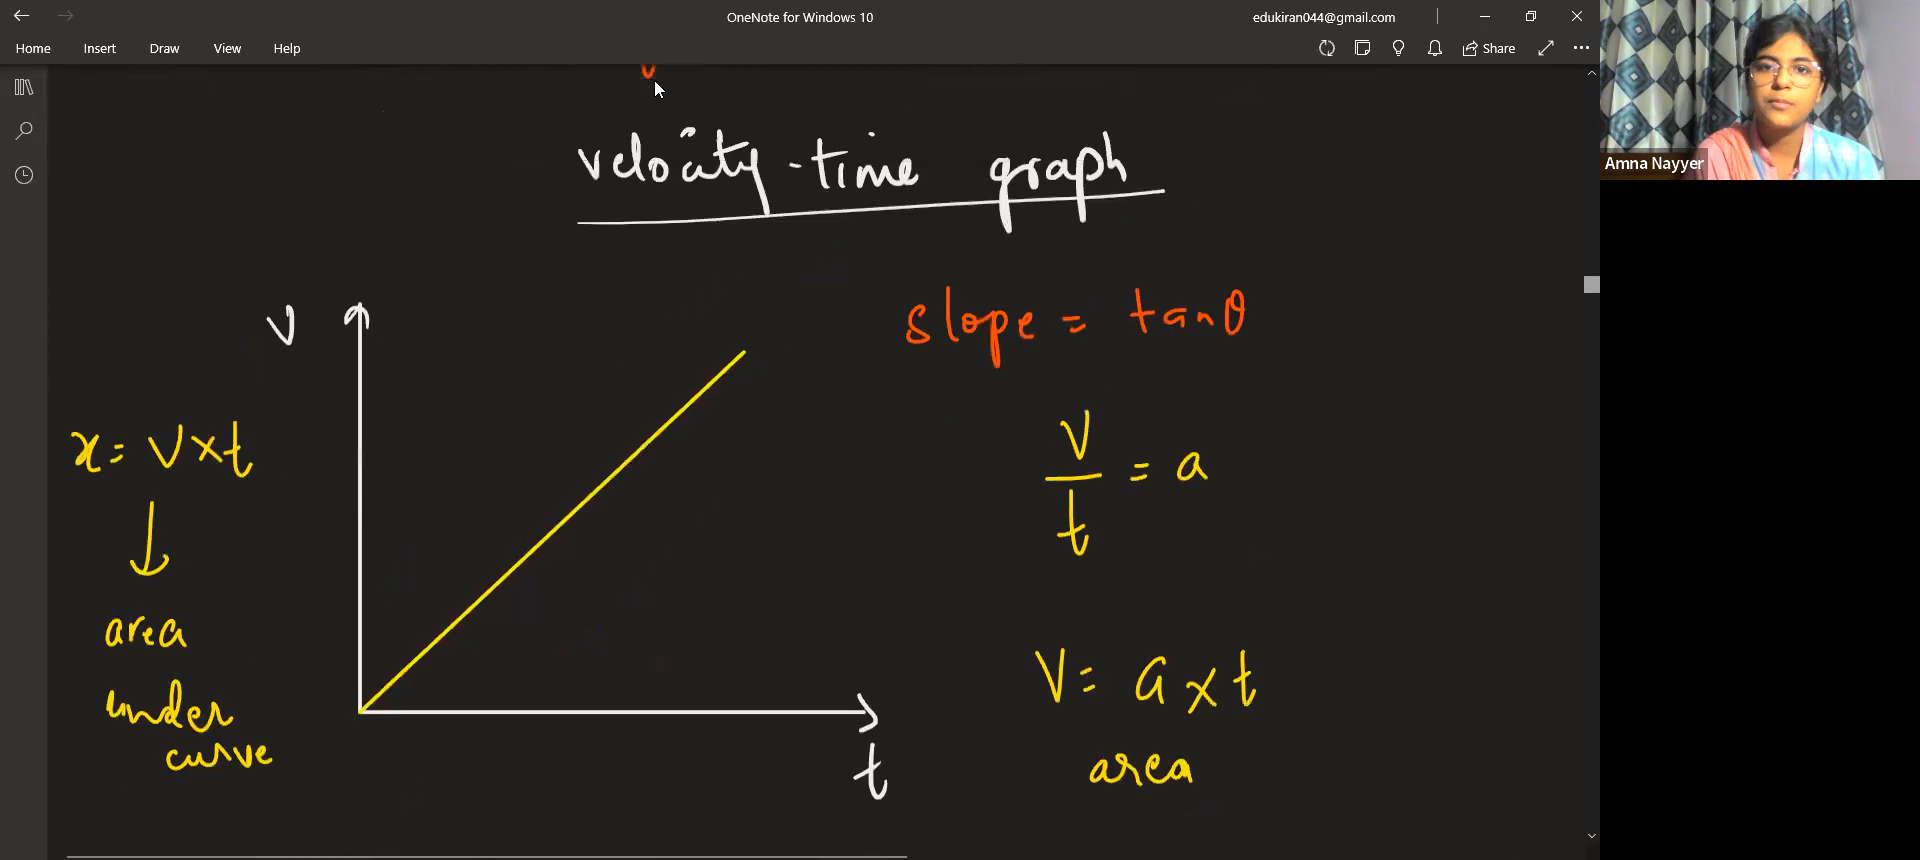 OneNote for Windows 10
edukiran044@gmail.com
Home Insert Draw View Help
Share
Amna Nayyer
velocity-time graph
V
slope = tanθ
x = V×t
V
t
= a
area
under
curve
V = a × t
area
t